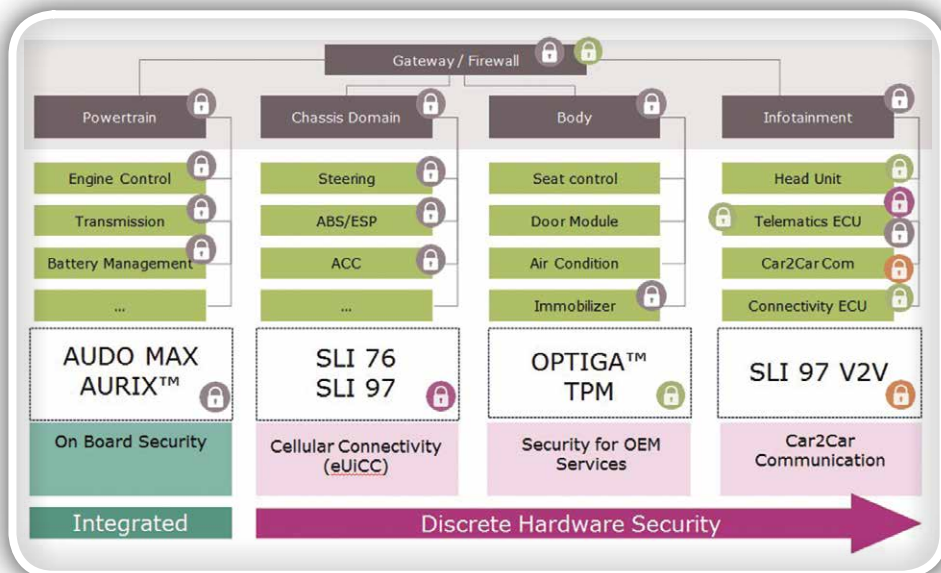 Gateway / Firewall
Powertrain
Chassis Domain
Body
Infotainment
Engine Control
Steering
Seat control
Head Unit
Transmission
ABS/ESP
Door Module
Telematics ECU
Battery Management
ACC
Air Condition
Car2Car Com
...
...
Immobilizer
Connectivity ECU
AUDO MAX
AURIX™
SLI 76
SLI 97
OPTIGA™
TPM
SLI 97 V2V
On Board Security
Cellular Connectivity
(eUiCC)
Security for OEM
Services
Car2Car
Communication
Integrated
Discrete Hardware Security